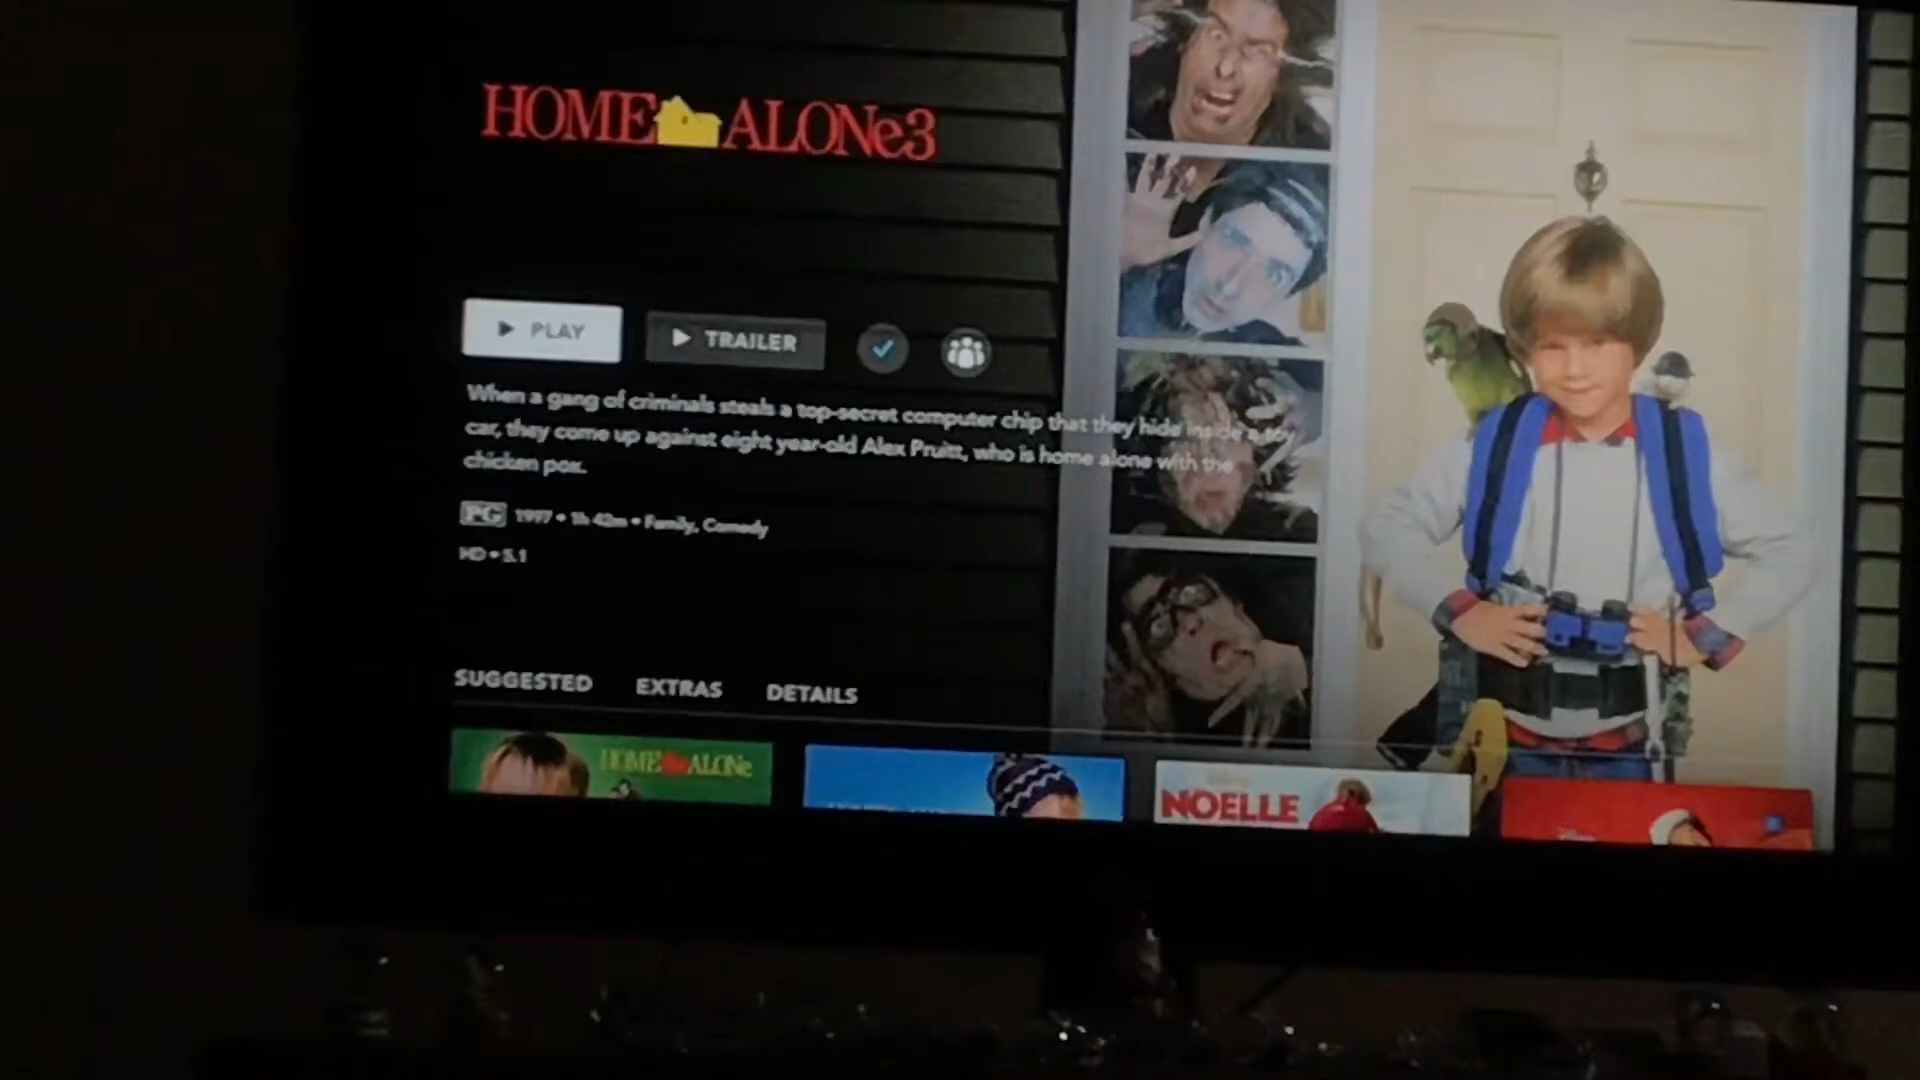 HOME ALONe3
PLAY
TRAILER
When a gang of criminals steals a top-secret computer chip that they hide inside a toy
car, they come up against eight year-old Alex Pruitt, who is home alone with the
chicken pox.
PG 1997 • 1h 42m • Family, Comedy
HD • 5.1
SUGGESTED EXTRAS DETAILS
HOME ALONe
NOELLE